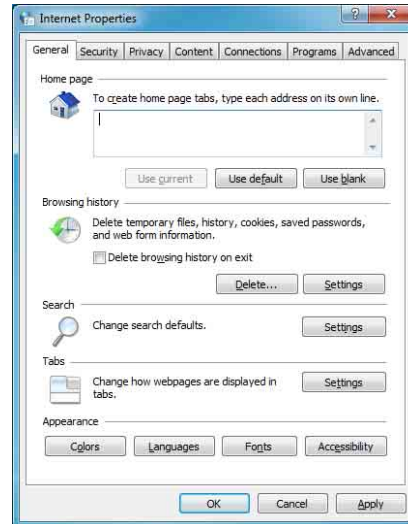 Internet Properties
General Security Privacy Content Connections Programs Advanced
Home page
To create home page tabs, type each address on its own line.
Use current Use default Use blank
Browsing history
Delete temporary files, history, cookies, saved passwords,
and web form information.
Delete browsing history on exit
Delete... Settings
Search
Change search defaults. Settings
Tabs
Change how webpages are displayed in
tabs.
Settings
Appearance
Colors Languages Fonts Accessibility
OK Cancel Apply